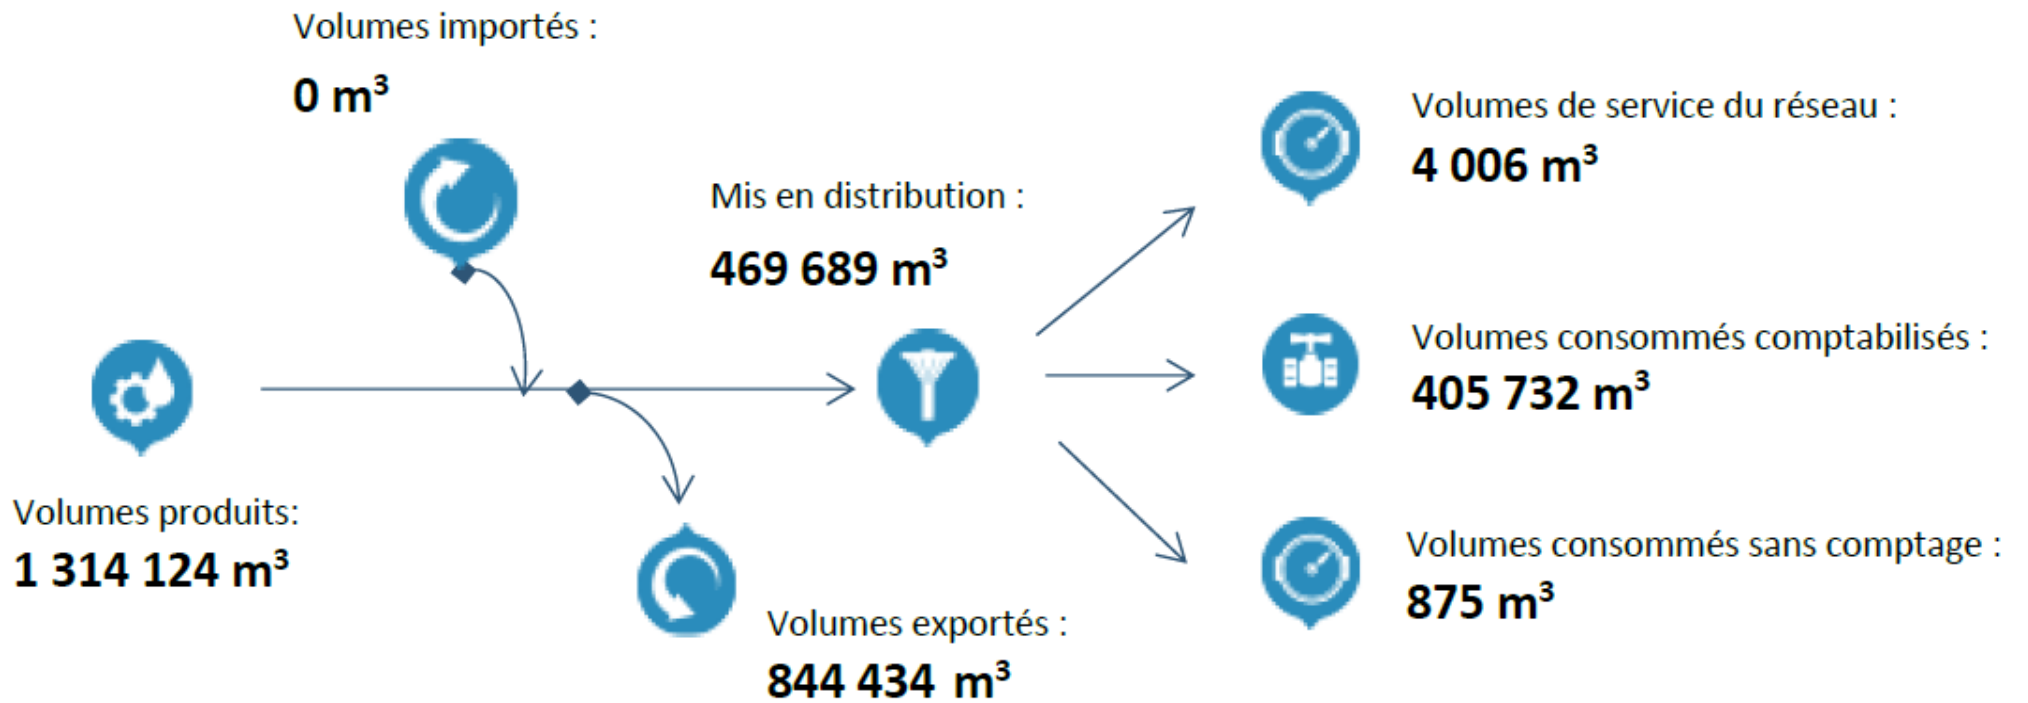 Volumes importés :
0 m³
Volumes de service du réseau :
4 006 m³
Mis en distribution :
469 689 m³
Volumes consommés comptabilisés :
405 732 m³
Volumes produits:
1 314 124 m³
Volumes consommés sans comptage :
875 m³
Volumes exportés :
844 434 m³